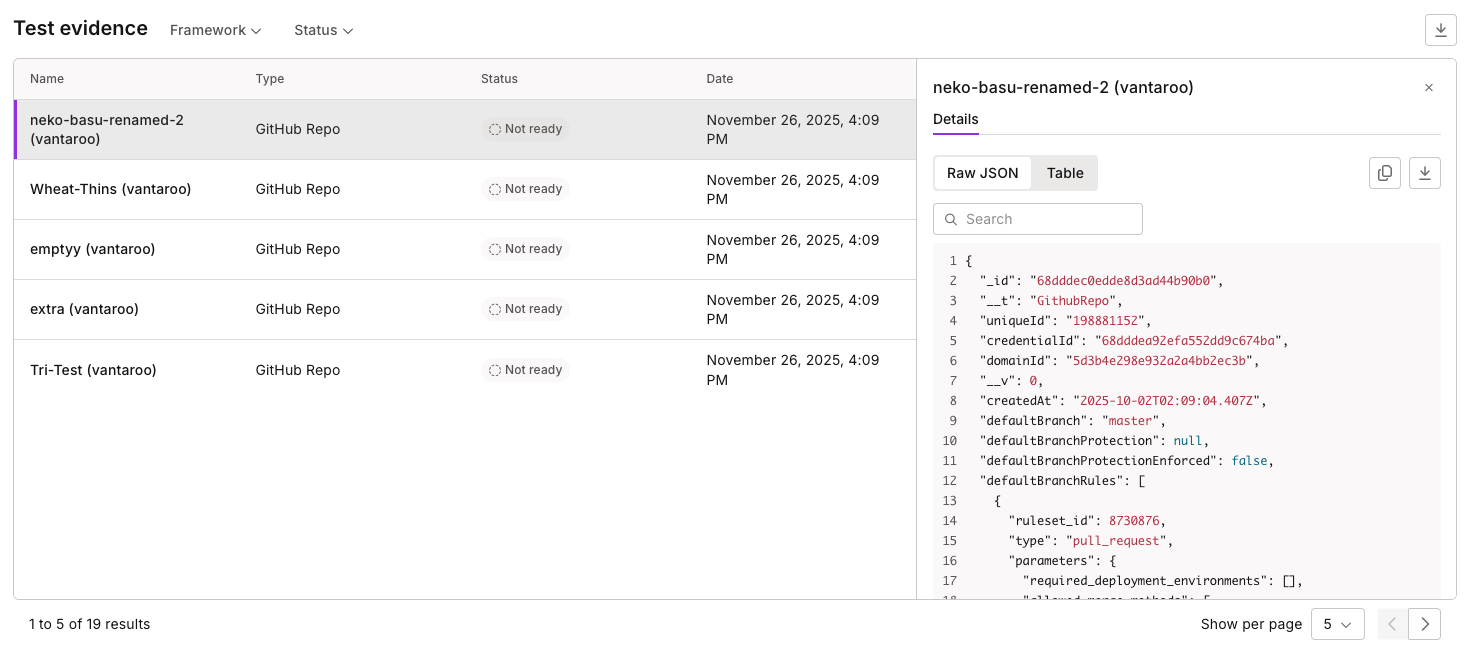 Test evidence
Framework
Status
Name
Type
Status
Date
neko-basu-renamed-2
(vantaroo)
GitHub Repo
Not ready
November 26, 2025, 4:09
PM
Wheat-Thins (vantaroo)
GitHub Repo
Not ready
November 26, 2025, 4:09
PM
emptyy (vantaroo)
GitHub Repo
Not ready
November 26, 2025, 4:09
PM
extra (vantaroo)
GitHub Repo
Not ready
November 26, 2025, 4:09
PM
Tri-Test (vantaroo)
GitHub Repo
Not ready
November 26, 2025, 4:09
PM
neko-basu-renamed-2 (vantaroo)
Details
Raw JSON
Table
Search
1 {
2 "_id": "68dddec0edde8d3ad44b90b0",
3 "__t": "GithubRepo",
4 "uniqueId": "198881152",
5 "credentialId": "68dddea92efa552dd9c674ba",
6 "domainId": "5d3b4e298e932a2a4bb2ec3b",
7 "__v": 0,
8 "createdAt": "2025-10-02T02:09:04.407Z",
9 "defaultBranch": "master",
10 "defaultBranchProtection": null,
11 "defaultBranchProtectionEnforced": false,
12 "defaultBranchRules": [
13 {
14 "ruleset_id": 8730876,
15 "type": "pull_request",
16 "parameters": {
17 "required_deployment_environments": [],
1 to 5 of 19 results
Show per page
5